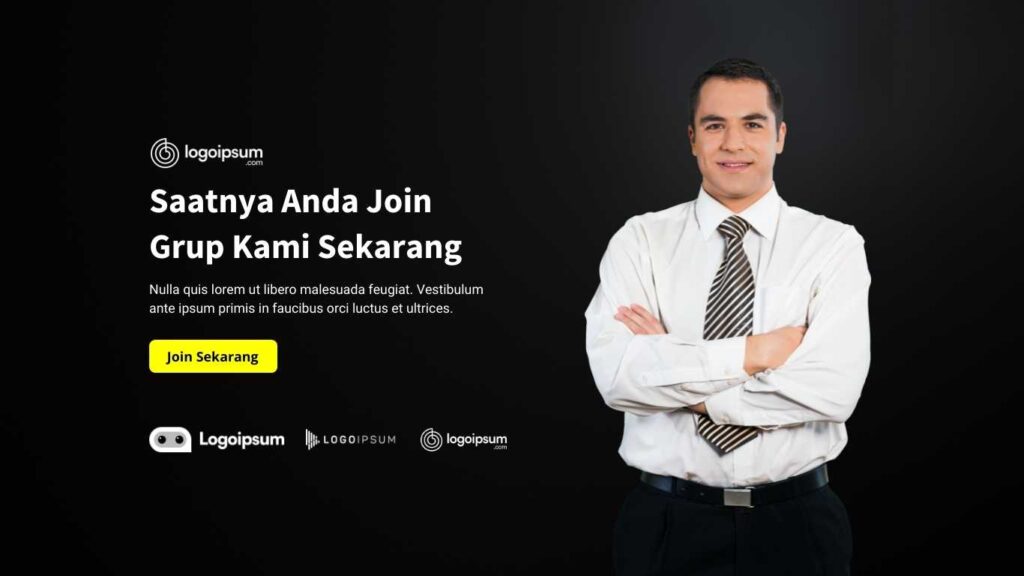 logoipsum
.com
Saatnya Anda Join
Grup Kami Sekarang
Nulla quis lorem ut libero malesuada feugiat. Vestibulum
ante ipsum primis in faucibus orci luctus et ultrices.
Join Sekarang
Logoipsum
LOGOIPSUM
logoipsum
.com